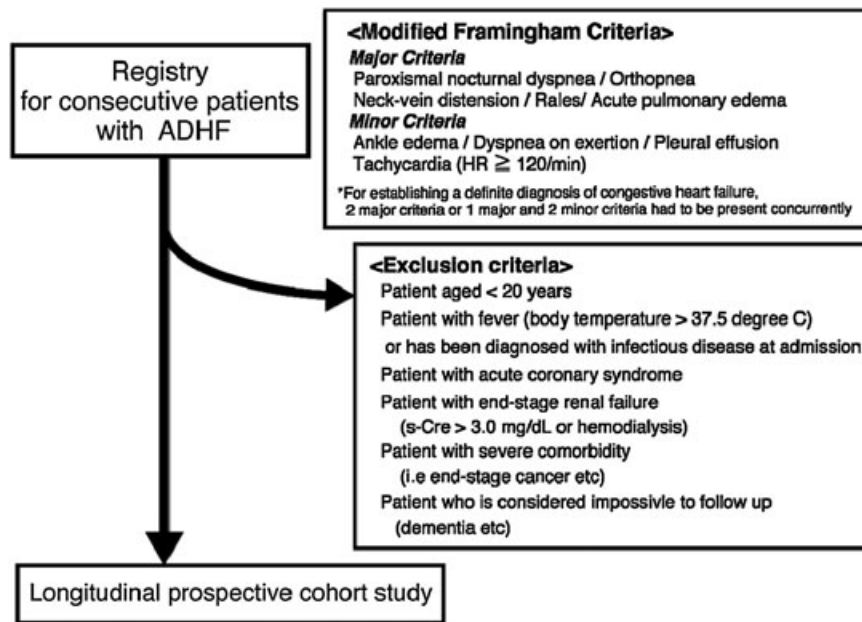 Registry
for consecutive patients
with ADHF
<Modified Framingham Criteria>
Major Criteria
Paroxismal nocturnal dyspnea / Orthopnea
Neck-vein distension / Rales/ Acute pulmonary edema
Minor Criteria
Ankle edema / Dyspnea on exertion / Pleural effusion
Tachycardia (HR ≧ 120/min)
*For establishing a definite diagnosis of congestive heart failure,
2 major criteria or 1 major and 2 minor criteria had to be present concurrently
<Exclusion criteria>
Patient aged < 20 years
Patient with fever (body temperature > 37.5 degree C)
or has been diagnosed with infectious disease at admission
Patient with acute coronary syndrome
Patient with end-stage renal failure
(s-Cre > 3.0 mg/dL or hemodialysis)
Patient with severe comorbidity
(i.e end-stage cancer etc)
Patient who is considered impossivle to follow up
(dementia etc)
Longitudinal prospective cohort study